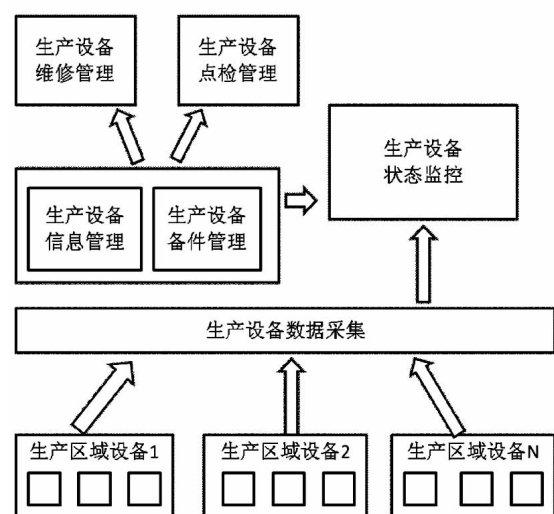 生产设备
维修管理
生产设备
点检管理
生产设备
状态监控
生产设备
信息管理
生产设备
备件管理
生产设备数据采集
生产区域设备1
生产区域设备2
生产区域设备N